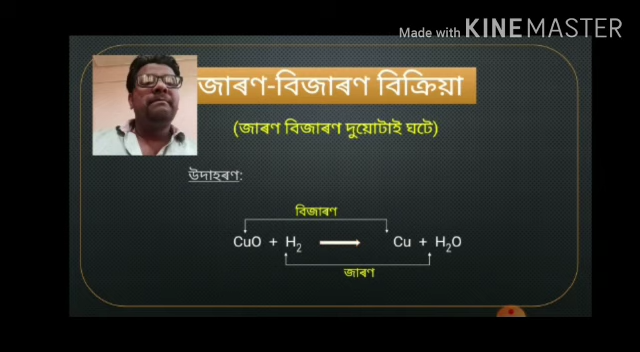 Made with KINEMASTER
জাৰণ-বিজাৰণ বিক্ৰিয়া
(জাৰণ বিজাৰণ দুয়োটাই ঘটে)
উদাহৰণ:
বিজাৰণ
CuO + H₂ ⟶ Cu + H₂O
জাৰণ